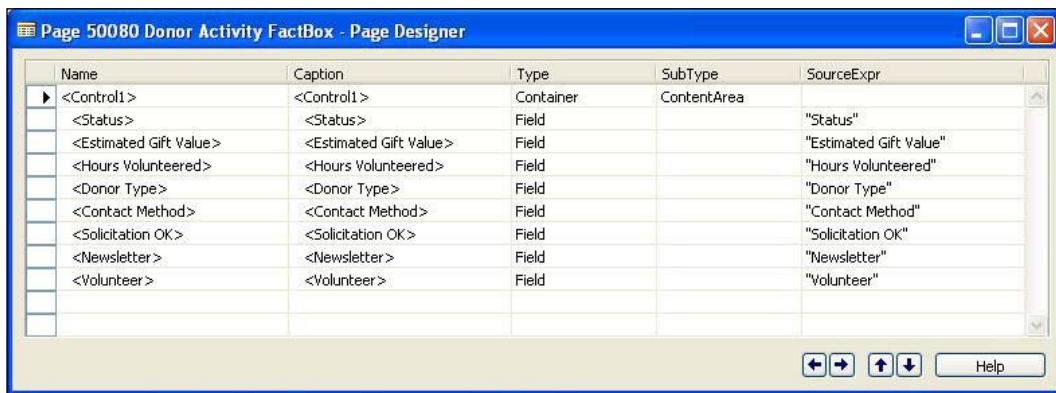 Page 50080 Donor Activity FactBox - Page Designer
Name Caption Type SubType SourceExpr
<Control1> <Control1> Container ContentArea
<Status> <Status> Field "Status"
<Estimated Gift Value> <Estimated Gift Value> Field "Estimated Gift Value"
<Hours Volunteered> <Hours Volunteered> Field "Hours Volunteered"
<Donor Type> <Donor Type> Field "Donor Type"
<Contact Method> <Contact Method> Field "Contact Method"
<Solicitation OK> <Solicitation OK> Field "Solicitation OK"
<Newsletter> <Newsletter> Field "Newsletter"
<Volunteer> <Volunteer> Field "Volunteer"
Help